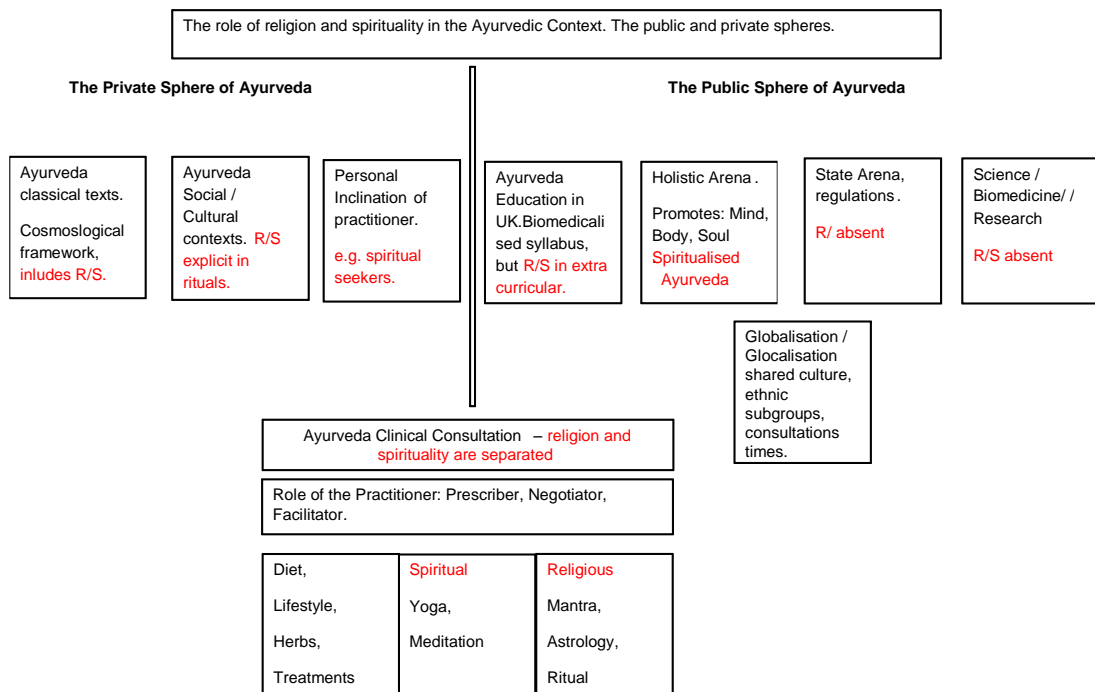 The role of religion and spirituality in the Ayurvedic Context. The public and private spheres.
The Private Sphere of Ayurveda
The Public Sphere of Ayurveda
Ayurveda
classical texts.
Cosmoslogical
framework,
inludes R/S.
Ayurveda
Social /
Cultural
contexts. R/S
explicit in
rituals.
Personal
Inclination of
practitioner.
e.g. spiritual
seekers.
Ayurveda
Education in
UK.Biomedicali
sed syllabus,
but R/S in extra
curricular.
Holistic Arena .
Promotes: Mind,
Body, Soul
Spiritualised
Ayurveda
State Arena,
regulations .
R/ absent
Science /
Biomedicine/ /
Research
R/S absent
Globalisation /
Glocalisation
shared culture,
ethnic
subgroups,
consultations
times.
Ayurveda Clinical Consultation – religion and
spirituality are separated
Role of the Practitioner: Prescriber, Negotiator,
Facilitator.
Diet,
Lifestyle,
Herbs,
Treatments
Spiritual
Yoga,
Meditation
Religious
Mantra,
Astrology,
Ritual